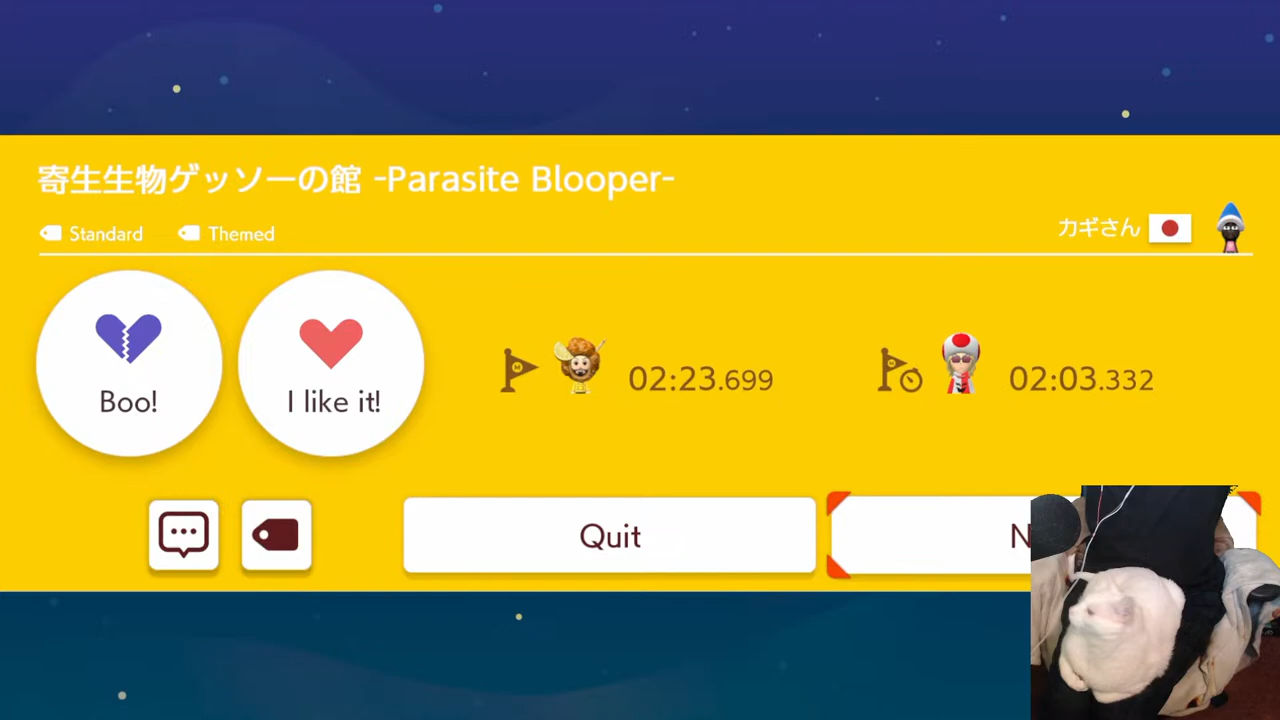 寄生生物ゲッソーの館 -Parasite Blooper-
Standard Themed
カギさん
Boo!
I like it!
02:23.699
02:03.332
Quit
N